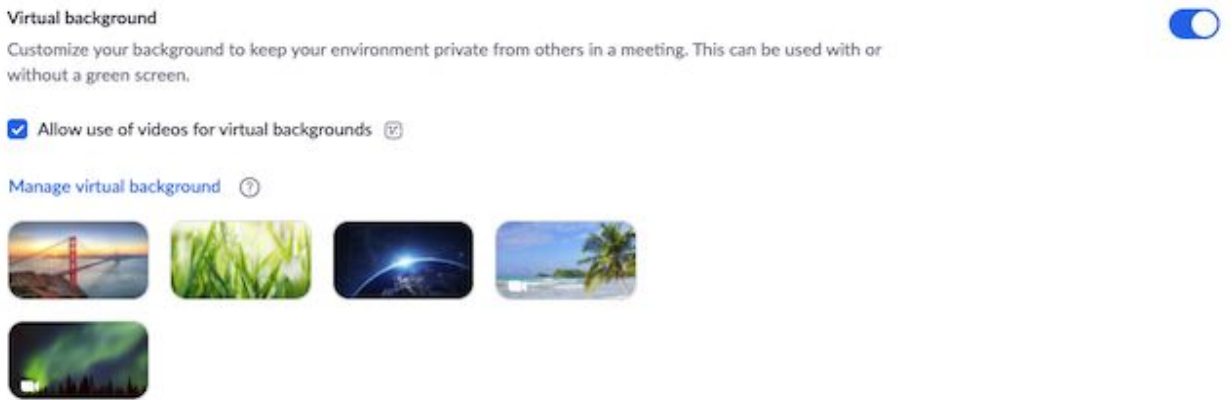 Virtual background
Customize your background to keep your environment private from others in a meeting. This can be used with or
without a green screen.
Allow use of videos for virtual backgrounds
Manage virtual background